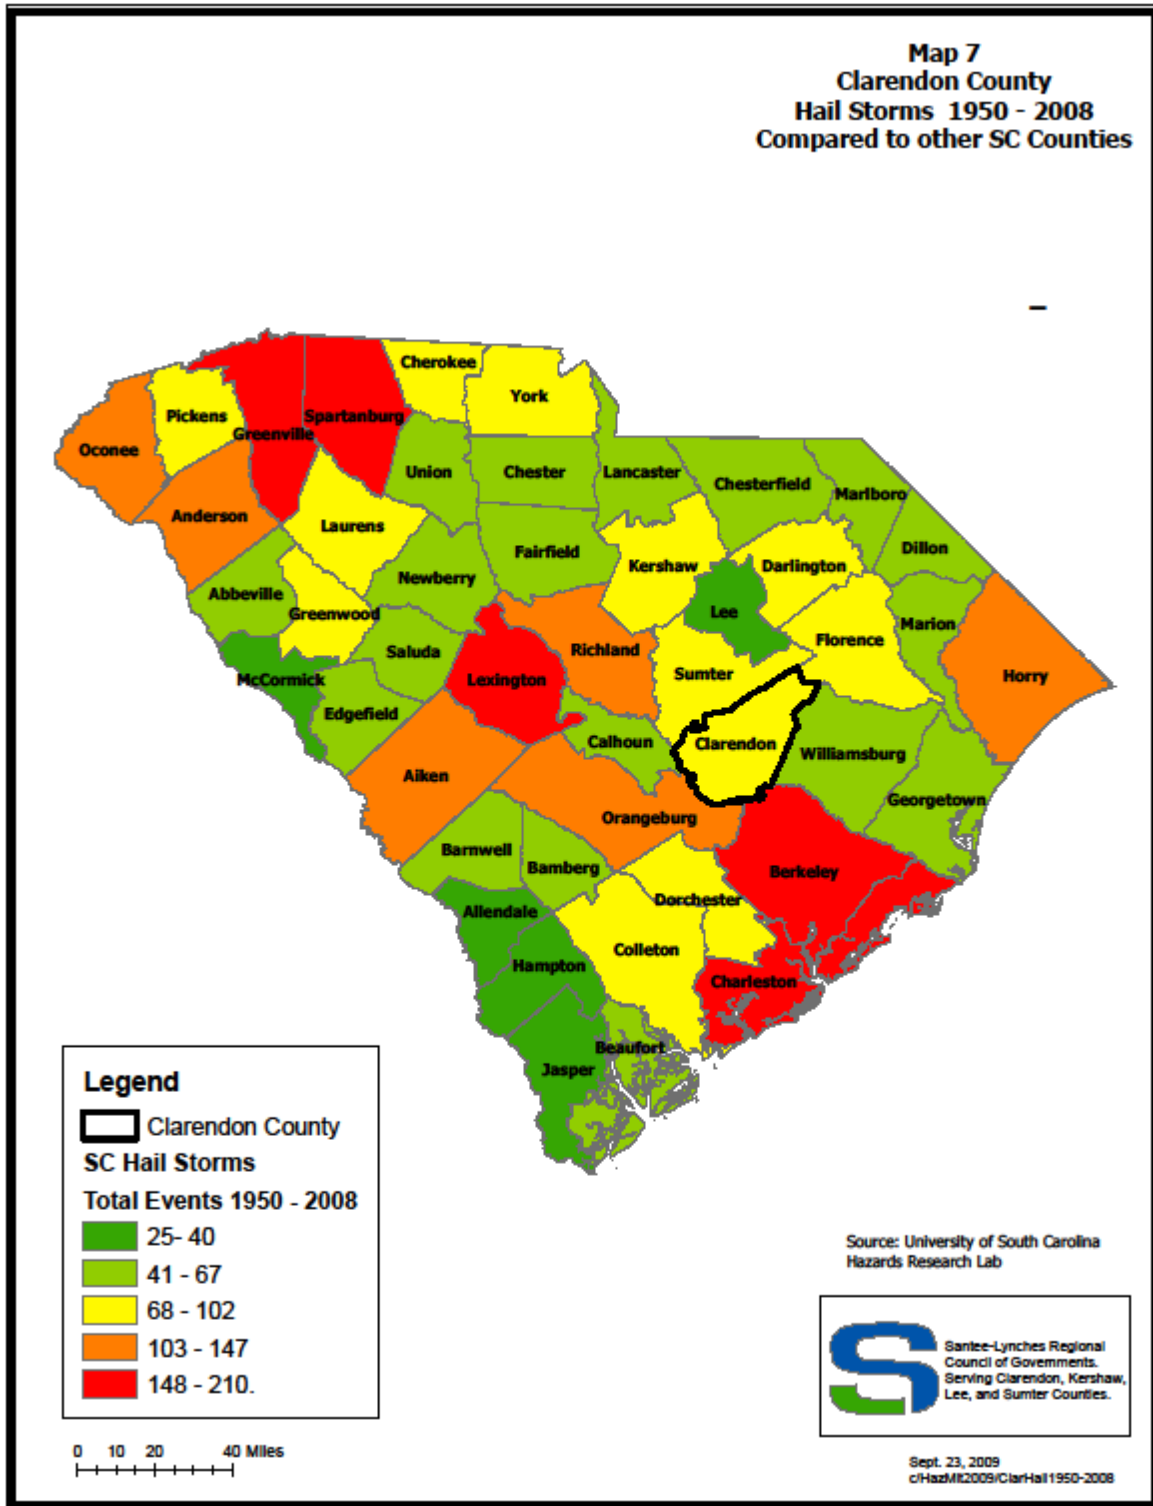 Map 7
Clarendon County
Hail Storms 1950 - 2008
Compared to other SC Counties
Cherokee
York
Pickens
Spartanburg
Greenville
Oconee
Union
Chester
Lancaster
Chesterfield
Marlboro
Anderson
Laurens
Fairfield
Dillon
Kershaw
Darlington
Newberry
Abbeville
Greenwood
Lee
Marion
Florence
Saluda
Richland
Sumter
Horry
McCormick
Lexington
Edgefield
Calhoun
Clarendon
Williamsburg
Aiken
Georgetown
Orangeburg
Barnwell
Bamberg
Berkeley
Dorchester
Allendale
Colleton
Hampton
Charleston
Beaufort
Jasper
Legend
Clarendon County
SC Hail Storms
Total Events 1950 - 2008
25- 40
41 - 67
68 - 102
103 - 147
148 - 210.
0 10 20 40 Miles
Source: University of South Carolina
Hazards Research Lab
Santee-Lynches Regional
Council of Governments.
Serving Clarendon, Kershaw,
Lee, and Sumter Counties.
Sept. 23, 2009
c/HazMit2009/ClarHail1950-2008